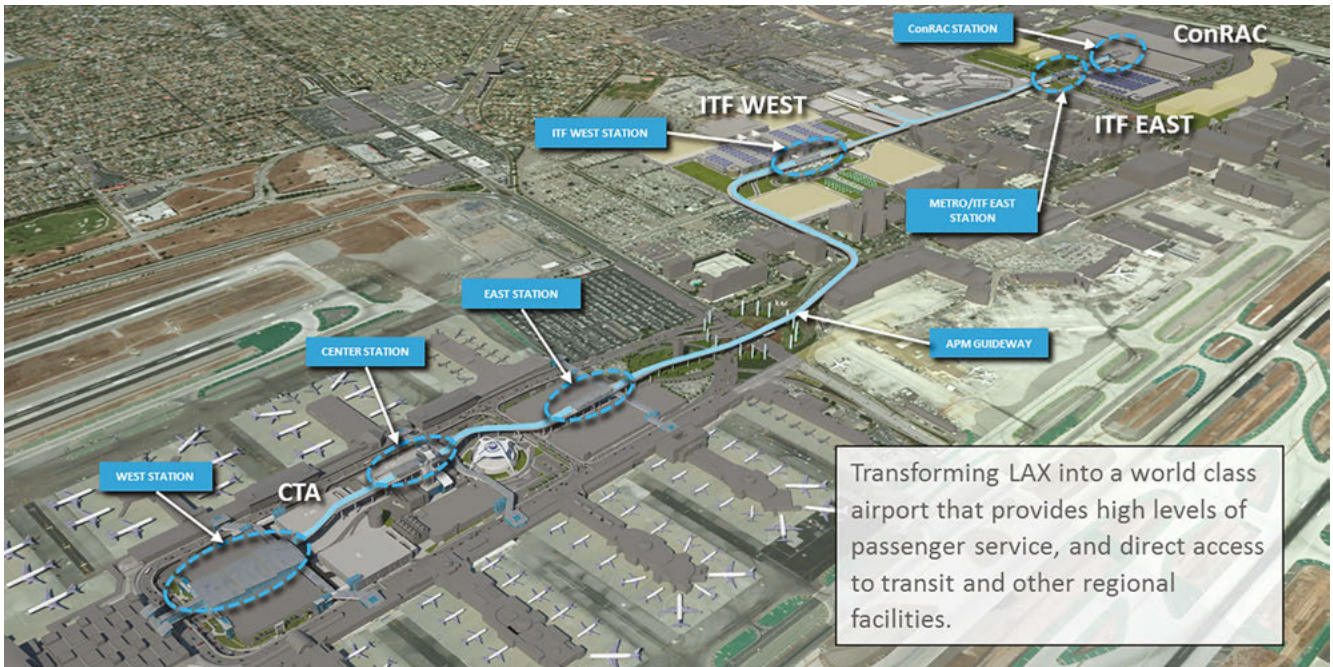 ConRAC STATION
ConRAC
ITF WEST
ITF WEST STATION
ITF EAST
METRO/ITF EAST
STATION
EAST STATION
CENTER STATION
APM GUIDEWAY
WEST STATION
CTA
Transforming LAX into a world class
airport that provides high levels of
passenger service, and direct access
to transit and other regional
facilities.